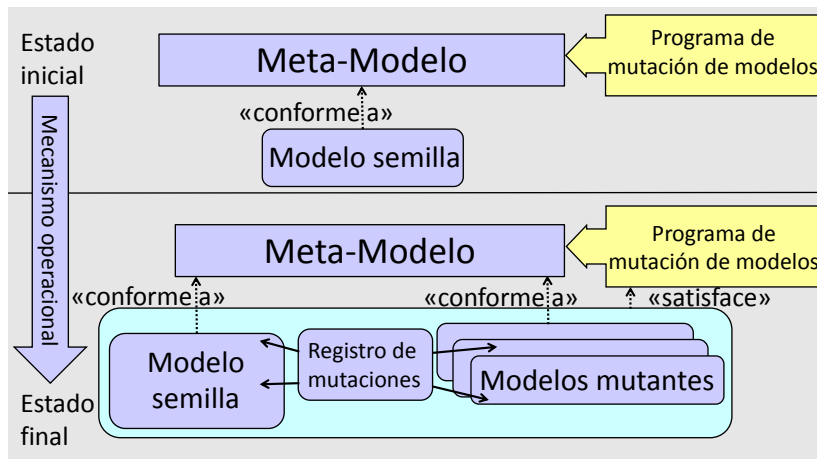 Estado
inicial
Meta-Modelo
Programa de
mutación de modelos
«conforme a»
Modelo semilla
Mecanismo operacional
Meta-Modelo
Programa de
mutación de modelos
«conforme a»
«conforme a»
«satisface»
Modelo
semilla
Registro de
mutaciones
Modelos mutantes
Estado
final